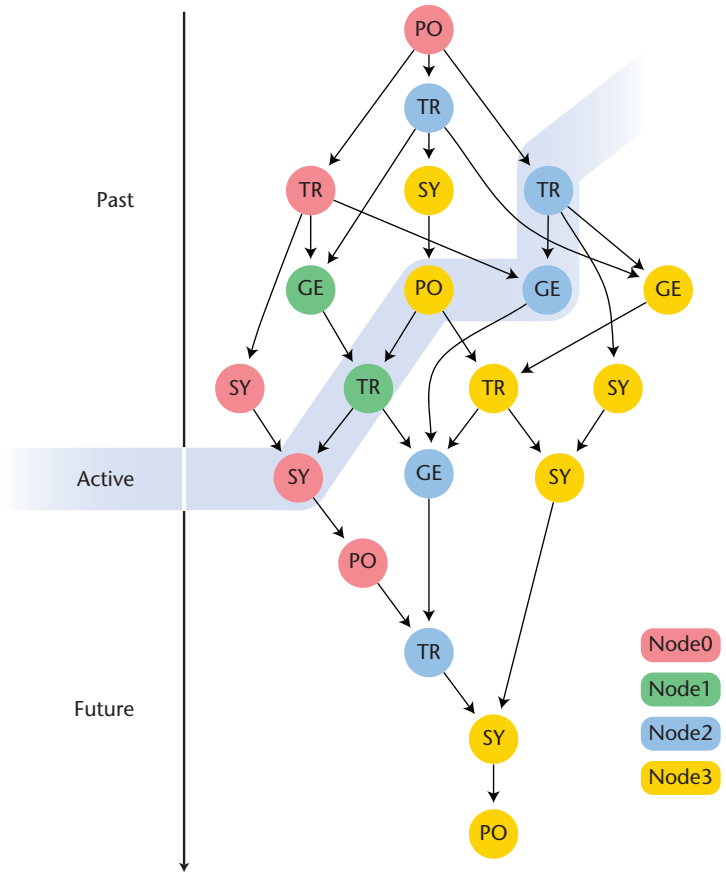 PO
TR
Past
TR
SY
TR
GE
PO
GE
GE
SY
TR
TR
SY
Active
SY
GE
SY
PO
TR
Node0
Node1
Future
Node2
SY
Node3
PO